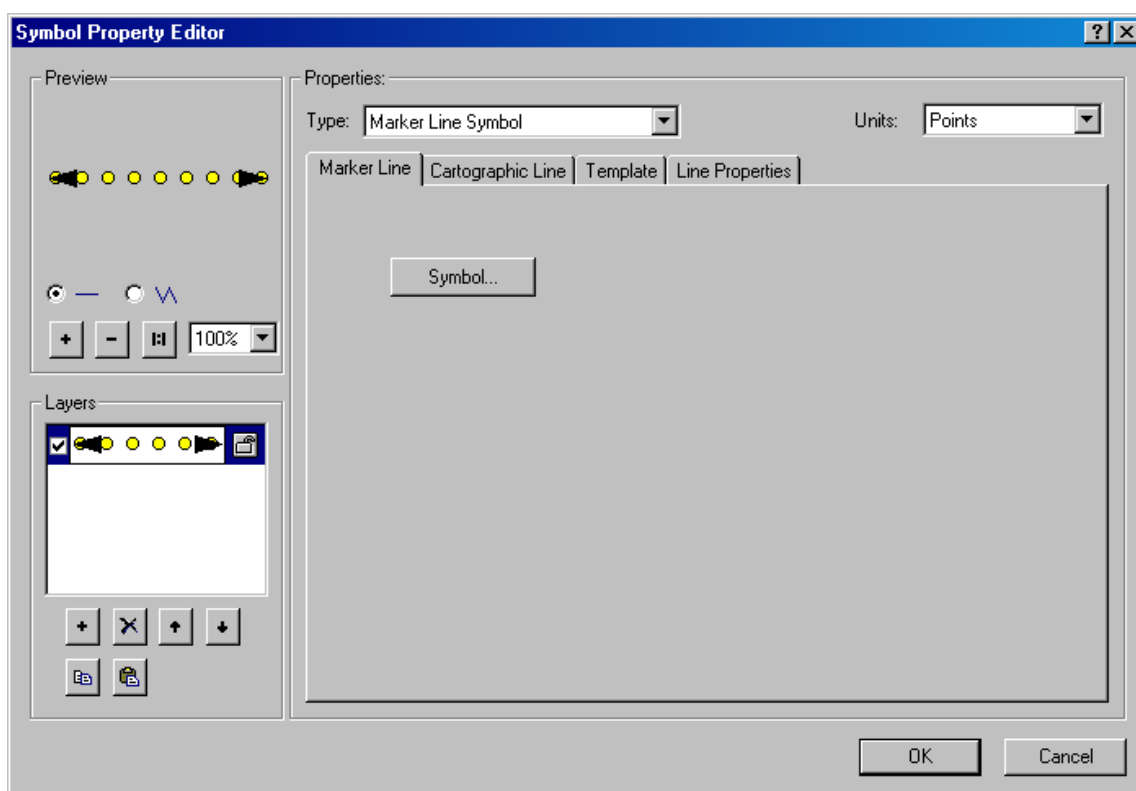 Symbol Property Editor
Preview
100%
Layers
Properties:
Type: Marker Line Symbol
Units: Points
Marker Line Cartographic Line Template Line Properties
Symbol...
OK Cancel